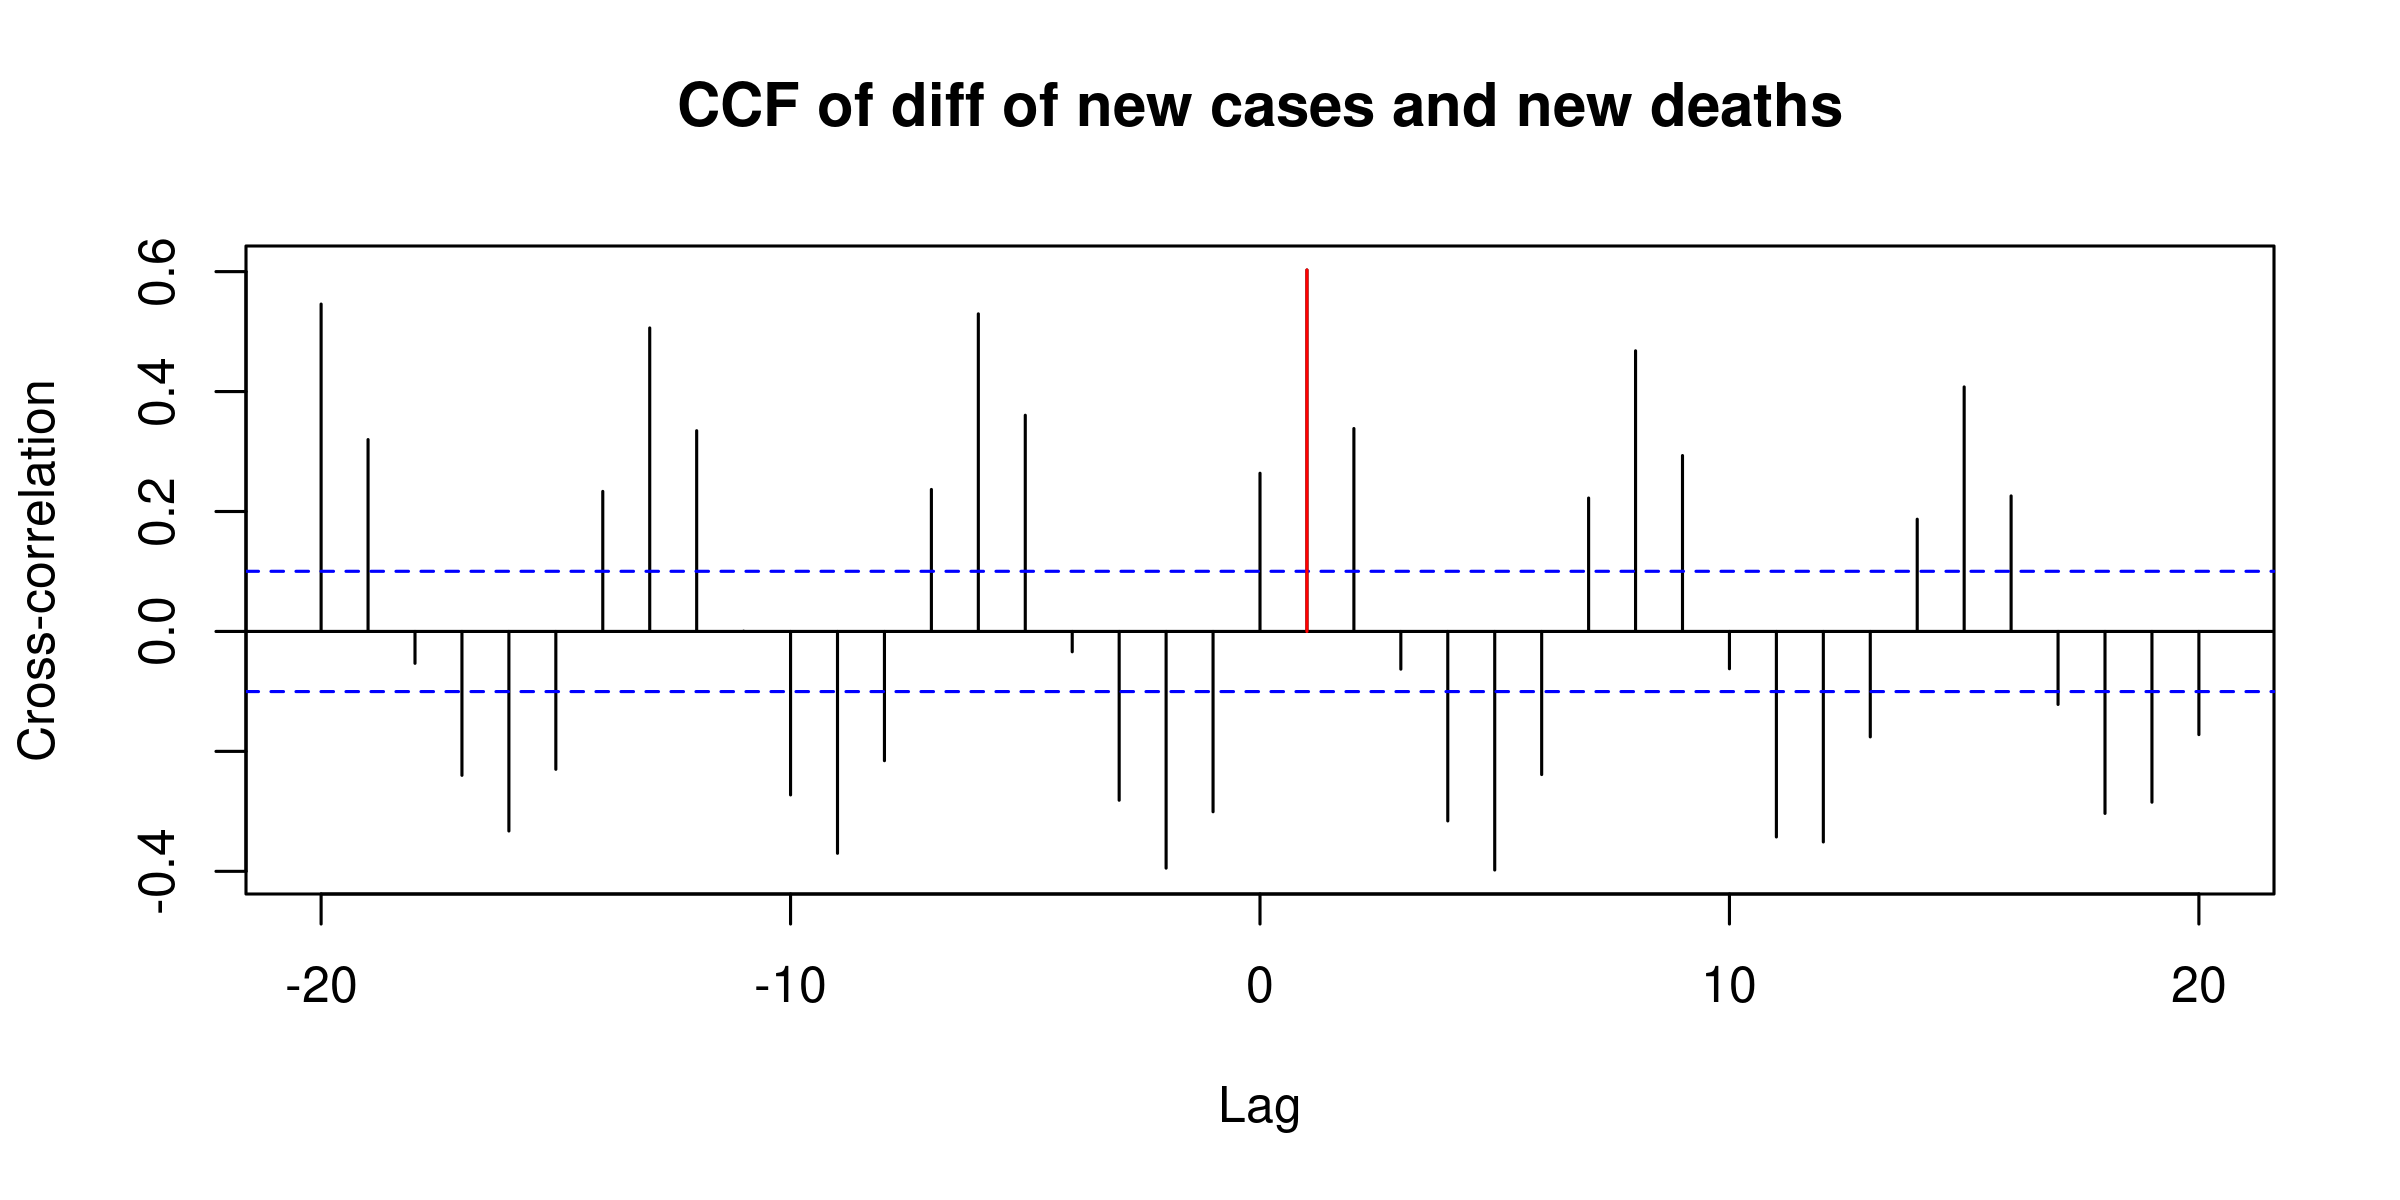 CCF of diff of new cases and new deaths
Cross-correlation
0.6
0.4
0.2
0.0
-0.4
-20 -10 0 10 20
Lag